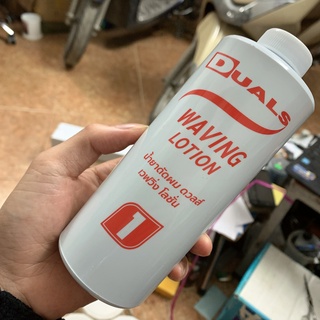 DUALS
WAVING
LOTION
น้ำยาดัดผม ดวลส์
เวฟวิ่ง โลชั่น
1